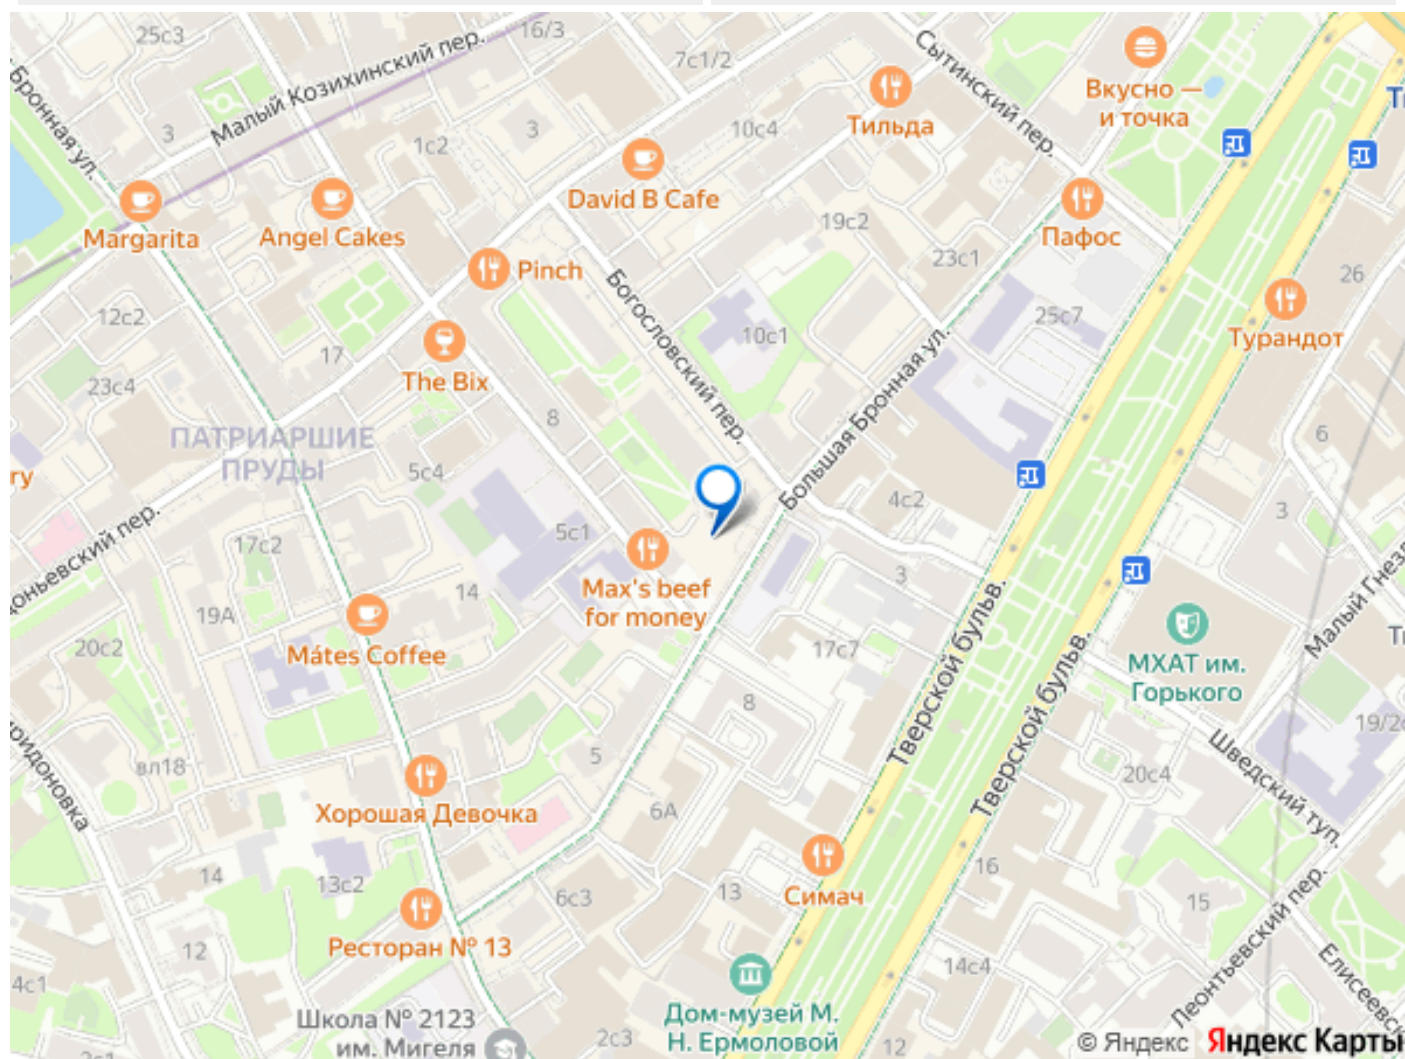 25с3
16/3
7с1/2
Сытинский пер.
Вкусно —
и точка
Бронная ул.
Малый Козихинский пер.
3
1с2
3
10с4
Тильда
David B Cafe
Margarita
Angel Cakes
19с2
Пафос
23с1
26
Pinch
Богословский пер.
12с2
17
10с1
25с7
Турандот
The Bix
23с4
8
Большая Бронная ул.
6
ПАТРИАРШИЕ
ПРУДЫ
5с4
4с2
3
5с1
17с2
Max's beef
for money
3
14
19А
Малый Гнезд
20с2
Mátes Coffee
17с7
Тверской бульв.
Тверской бульв.
МХАТ им.
Горького
8
19/2с
Шведский туп.
вл18
5
20с4
Хорошая Девочка
6А
Симач
16
14
13с2
6с3
13
15
Леонтьевский пер.
12
Ресторан № 13
14с4
4с1
Елисеевск
Школа № 2123
им. Мигеля
2с3
Дом-музей М.
Н. Ермоловой
12
© Яндекс Яндекс Карты